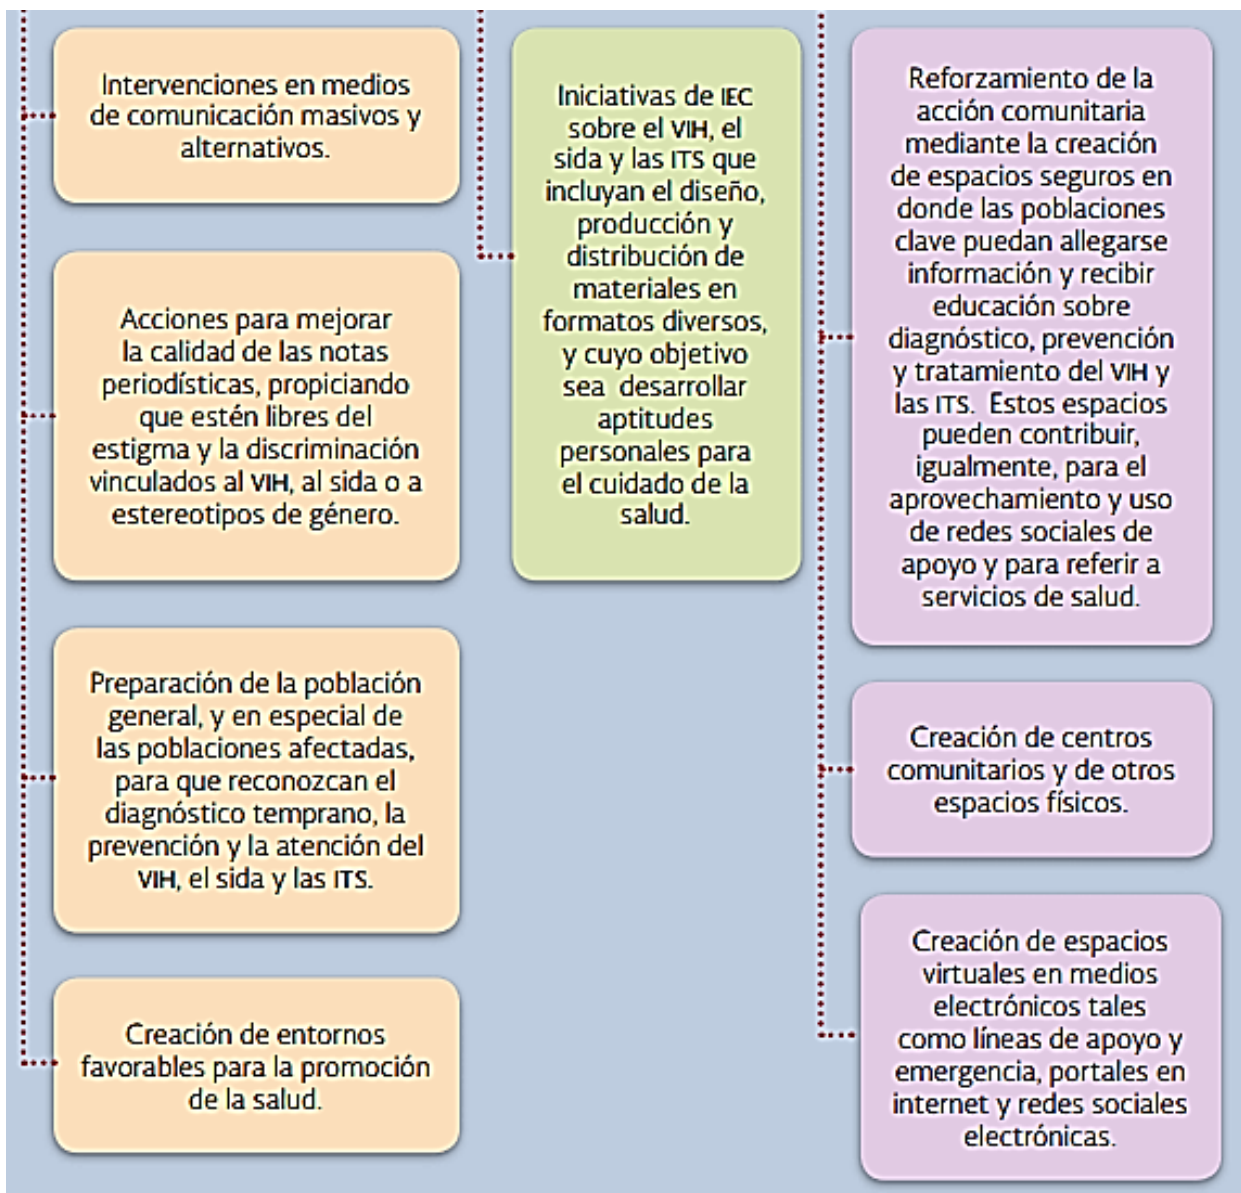 Intervenciones en medios
de comunicación masivos y
alternativos.
Acciones para mejorar
la calidad de las notas
periodísticas, propiciando
que estén libres del
estigma y la discriminación
vinculados al VIH, al sida o a
estereotipos de género.
Preparación de la población
general, y en especial de
las poblaciones afectadas,
para que reconozcan el
diagnóstico temprano, la
prevención y la atención del
VIH, el sida y las ITS.
Creación de entornos
favorables para la promoción
de la salud.
Iniciativas de IEC
sobre el VIH, el
sida y las ITS que
incluyan el diseño,
producción y
distribución de
materiales en
formatos diversos,
y cuyo objetivo
sea desarrollar
aptitudes
personales para
el cuidado de la
salud.
Reforzamiento de la
acción comunitaria
mediante la creación
de espacios seguros en
donde las poblaciones
clave puedan allegarse
información y recibir
educación sobre
diagnóstico, prevención
y tratamiento del VIH y
las ITS. Estos espacios
pueden contribuir,
igualmente, para el
aprovechamiento y uso
de redes sociales de
apoyo y para referir a
servicios de salud.
Creación de centros
comunitarios y de otros
espacios físicos.
Creación de espacios
virtuales en medios
electrónicos tales
como líneas de apoyo y
emergencia, portales en
internet y redes sociales
electrónicas.